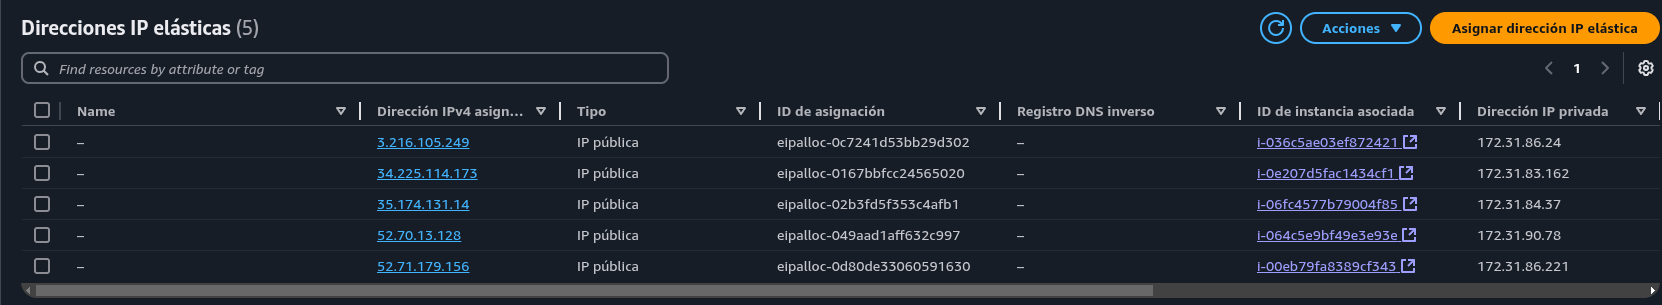 Direcciones IP elásticas (5)
Acciones
Asignar dirección IP elástica
Find resources by attribute or tag
1
Name Dirección IPv4 asign... Tipo ID de asignación Registro DNS inverso ID de instancia asociada Dirección IP privada
– 3.216.105.249 IP pública eipalloc-0c7241d53bb29d302 – i-036c5ae03ef872421 172.31.86.24
– 34.225.114.173 IP pública eipalloc-0167bbfcc24565020 i-0e207d5fac1434cf1 172.31.83.162
– 35.174.131.14 IP pública eipalloc-02b3fd5f353c4afb1 – i-06fc4577b79004f85 172.31.84.37
– 52.70.13.128 IP pública eipalloc-049aad1aff632c997 – i-064c5e9bf49e3e93e 172.31.90.78
– 52.71.179.156 IP pública eipalloc-0d80de33060591630 – i-00eb79fa8389cf343 172.31.86.221